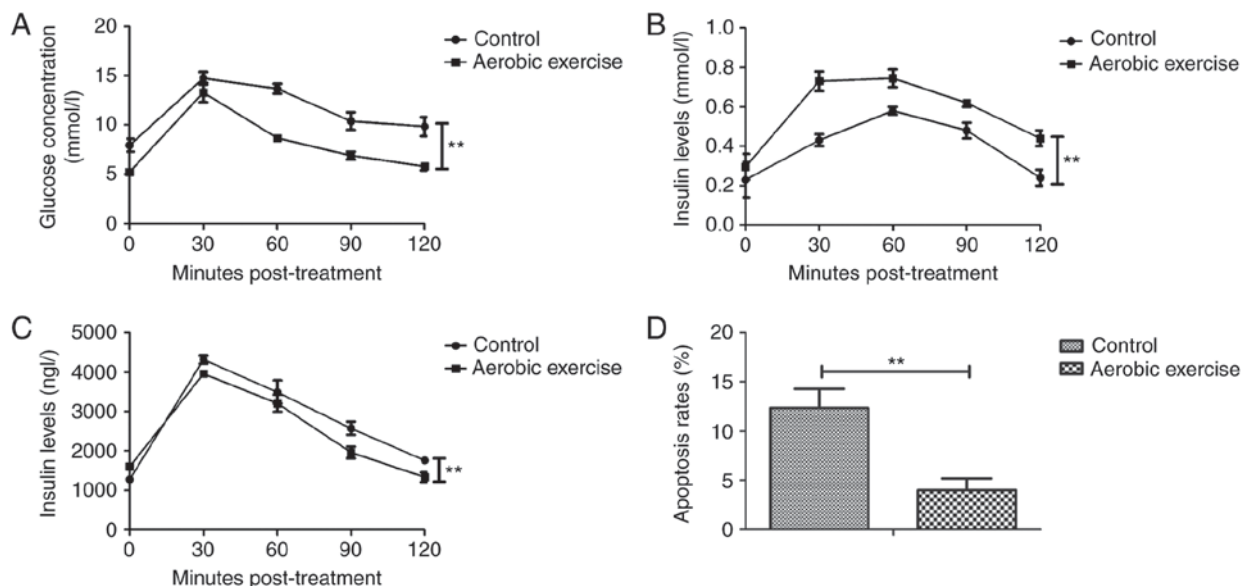 A
Glucose concentration
(mmol/l)
20
15
10
5
0
0 30 60 90 120
Minutes post-treatment
Control
Aerobic exercise
**
B
Insulin levels (mmol/l)
1.0
0.8
0.6
0.4
0.2
0.0
0 30 60 90 120
Minutes post-treatment
Control
Aerobic exercise
**
C
Insulin levels (ngl/)
5000
4000
3000
2000
1000
0
0 30 60 90 120
Minutes post-treatment
Control
Aerobic exercise
**
D
Apoptosis rates (%)
20
15
10
5
0
**
Control
Aerobic exercise